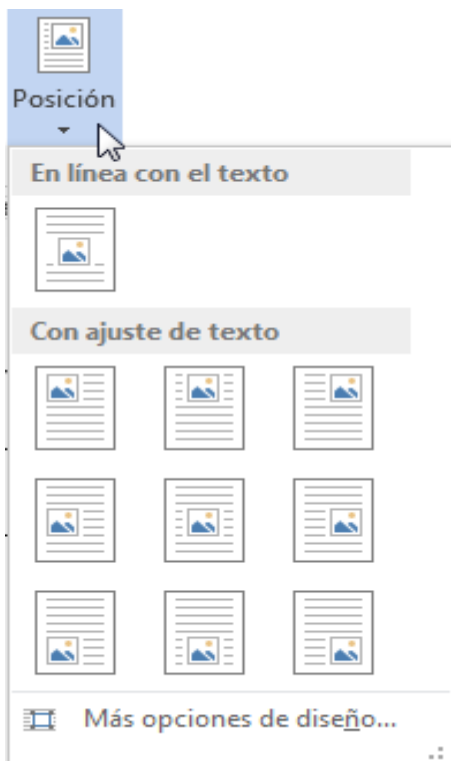 Posición
En línea con el texto
Con ajuste de texto
Más opciones de diseño...